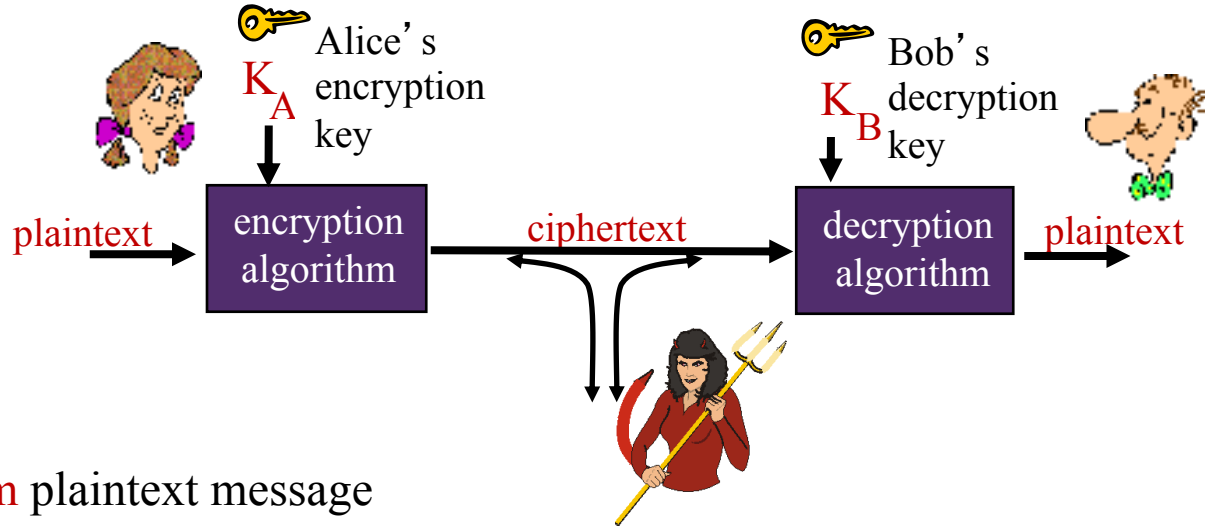 Alice's
encryption
key
K_A
Bob's
decryption
key
K_B
plaintext
encryption
algorithm
ciphertext
decryption
algorithm
plaintext
m plaintext message